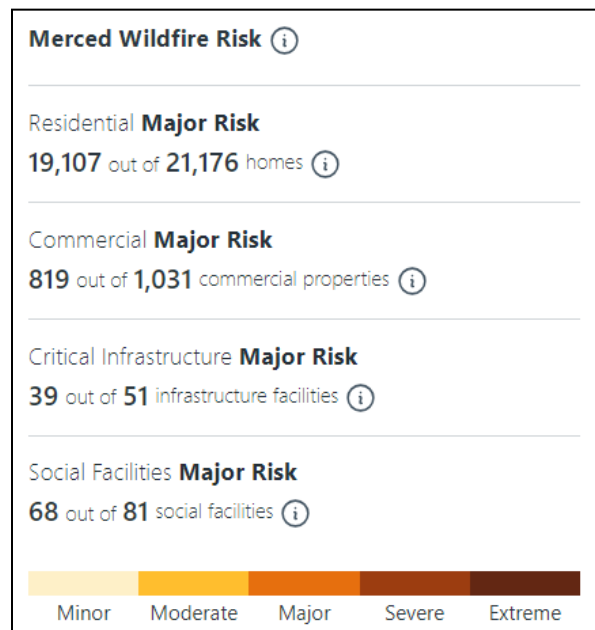 Merced Wildfire Risk
Residential Major Risk
19,107 out of 21,176 homes
Commercial Major Risk
819 out of 1,031 commercial properties
Critical Infrastructure Major Risk
39 out of 51 infrastructure facilities
Social Facilities Major Risk
68 out of 81 social facilities
Minor Moderate Major Severe Extreme